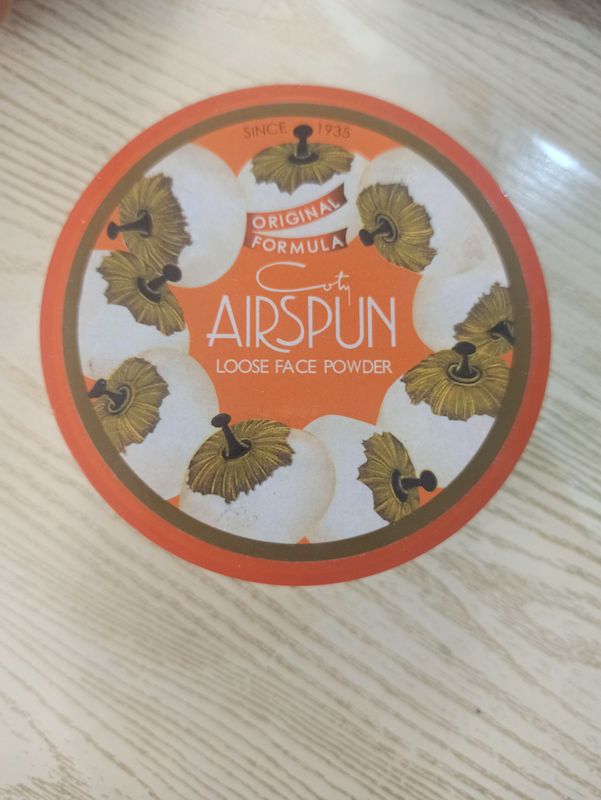 SINCE 1935
ORIGINAL
FORMULA
Coty
AIRSPUN
LOOSE FACE POWDER